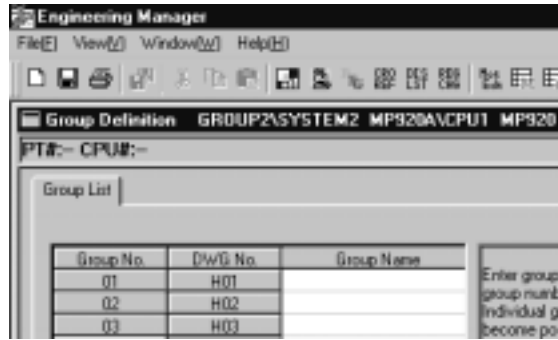 Engineering Manager
File[F] View[V] Window[W] Help[H]
Group Definition GROUP2\SYSTEM2 MP920A\CPU1 MP920
PT#:- CPU#:-
Group List
Group No. DWG No. Group Name
01 H01
02 H02
03 H03
Enter group
group numb
Individual g
become po